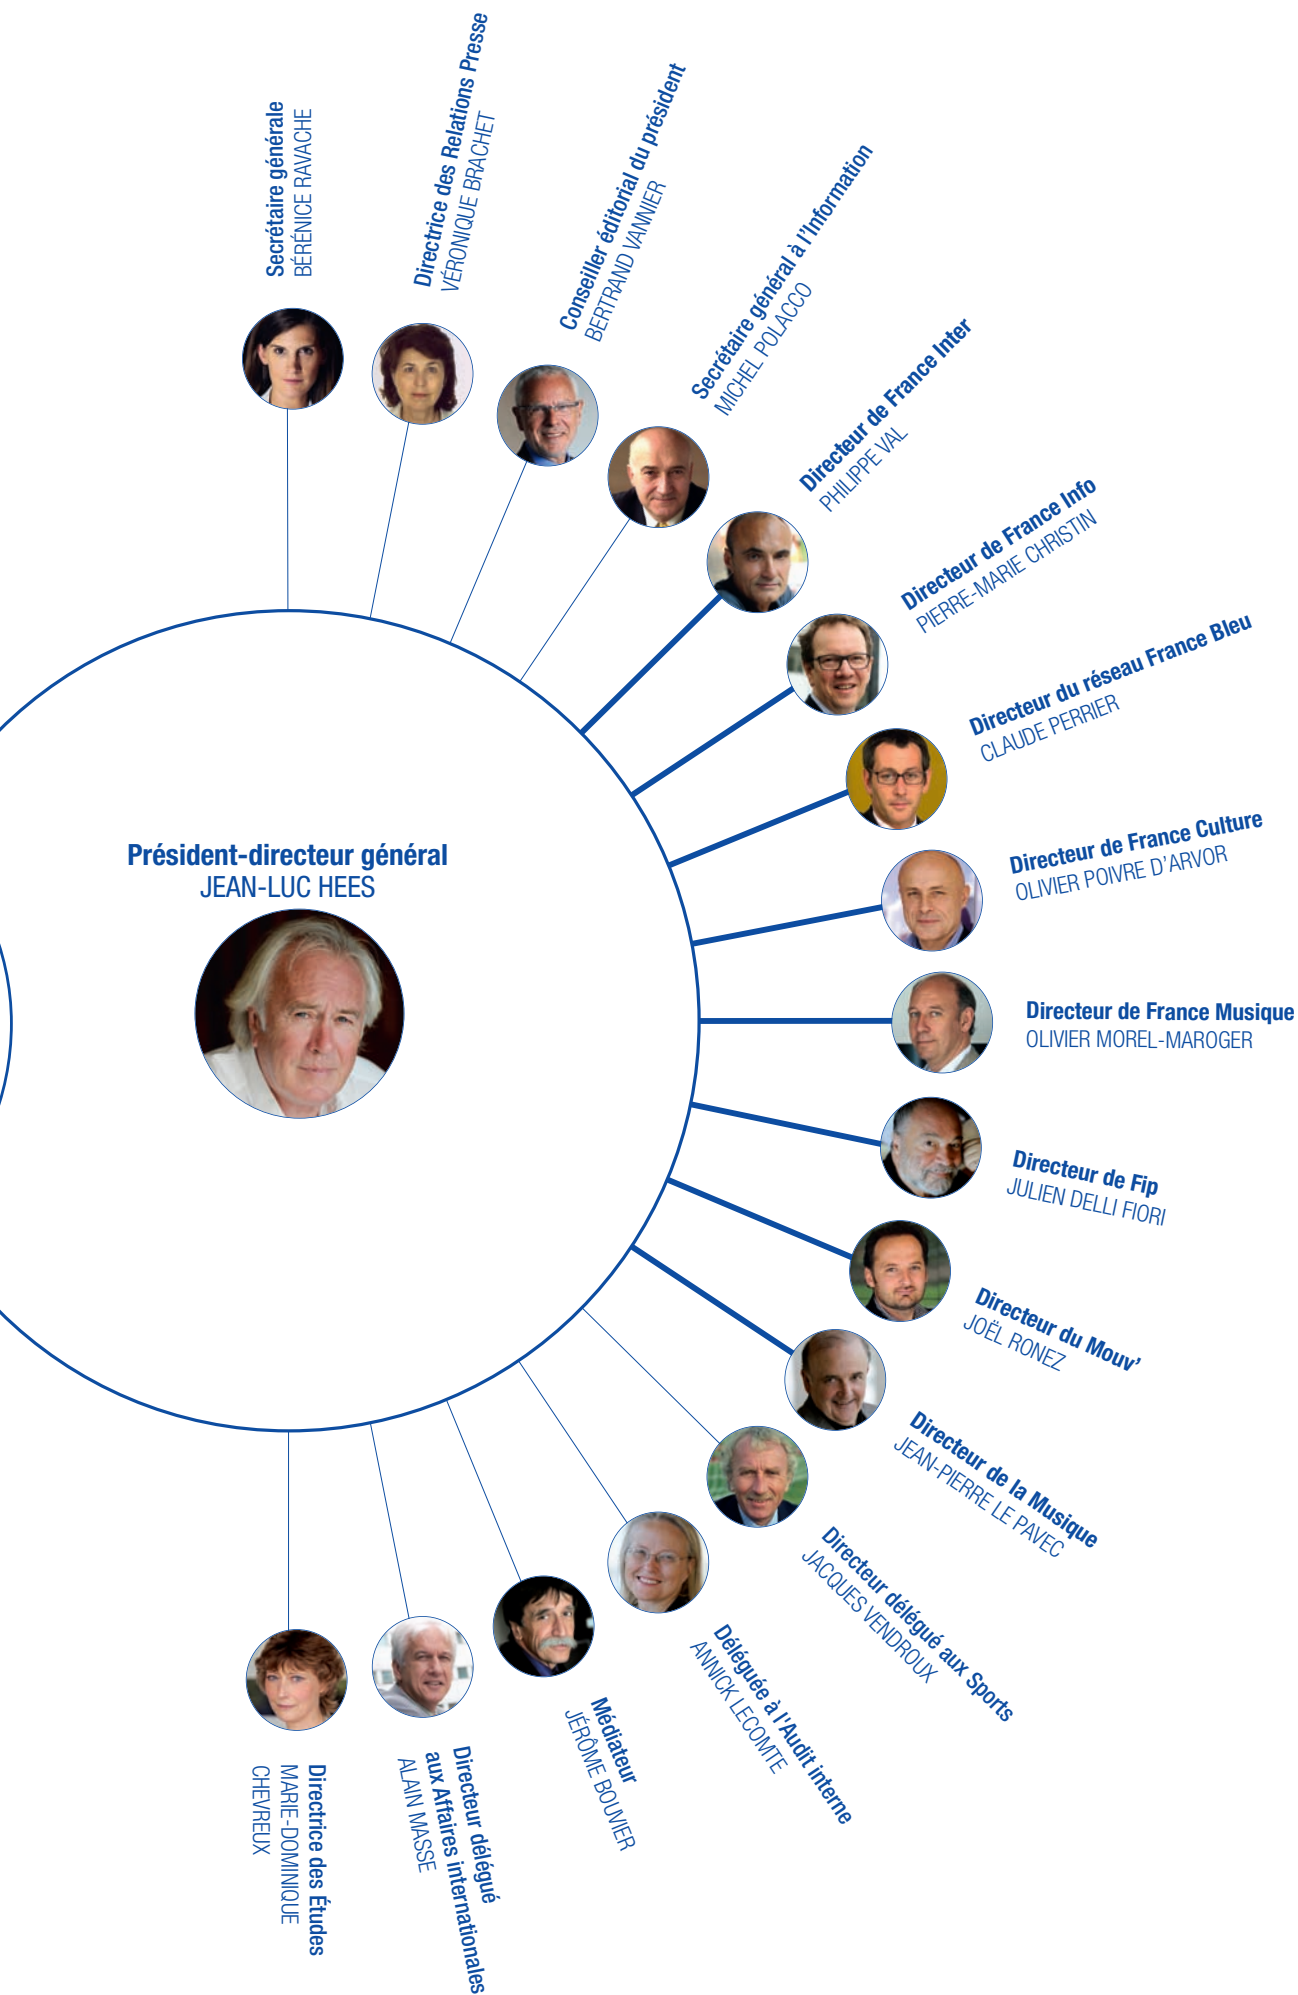 Secrétaire générale
BÉRÉNICE RAVACHE
Directrice des Relations Presse
VÉRONIQUE BRACHET
Conseiller éditorial du président
BERTRAND VANNIER
Secrétaire général à l'Information
MICHEL POLACCO
Directeur de France Inter
PHILIPPE VAL
Directeur de France Info
PIERRE-MARIE CHRISTIN
Directeur du réseau France Bleu
CLAUDE PERRIER
Directeur de France Culture
OLIVIER POIVRE D’ARVOR
Président-directeur général
JEAN-LUC HEES
Directeur de France Musique
OLIVIER MOREL-MAROGER
Directeur de Fip
JULIEN DELLI FIORI
Directeur du Mouv’
JOËL RONEZ
Directeur de la Musique
JEAN-PIERRE LE PAVEC
Directeur délégué aux Sports
JACQUES VENDROUX
Déléguée à l'Audit interne
ANNICK LECOMTE
Médiateur
JÉRÔME BOUVIER
Directeur délégué
aux Affaires internationales
ALAIN MASSE
Directrice des Études
MARIE-DOMINIQUE
CHEVREUX